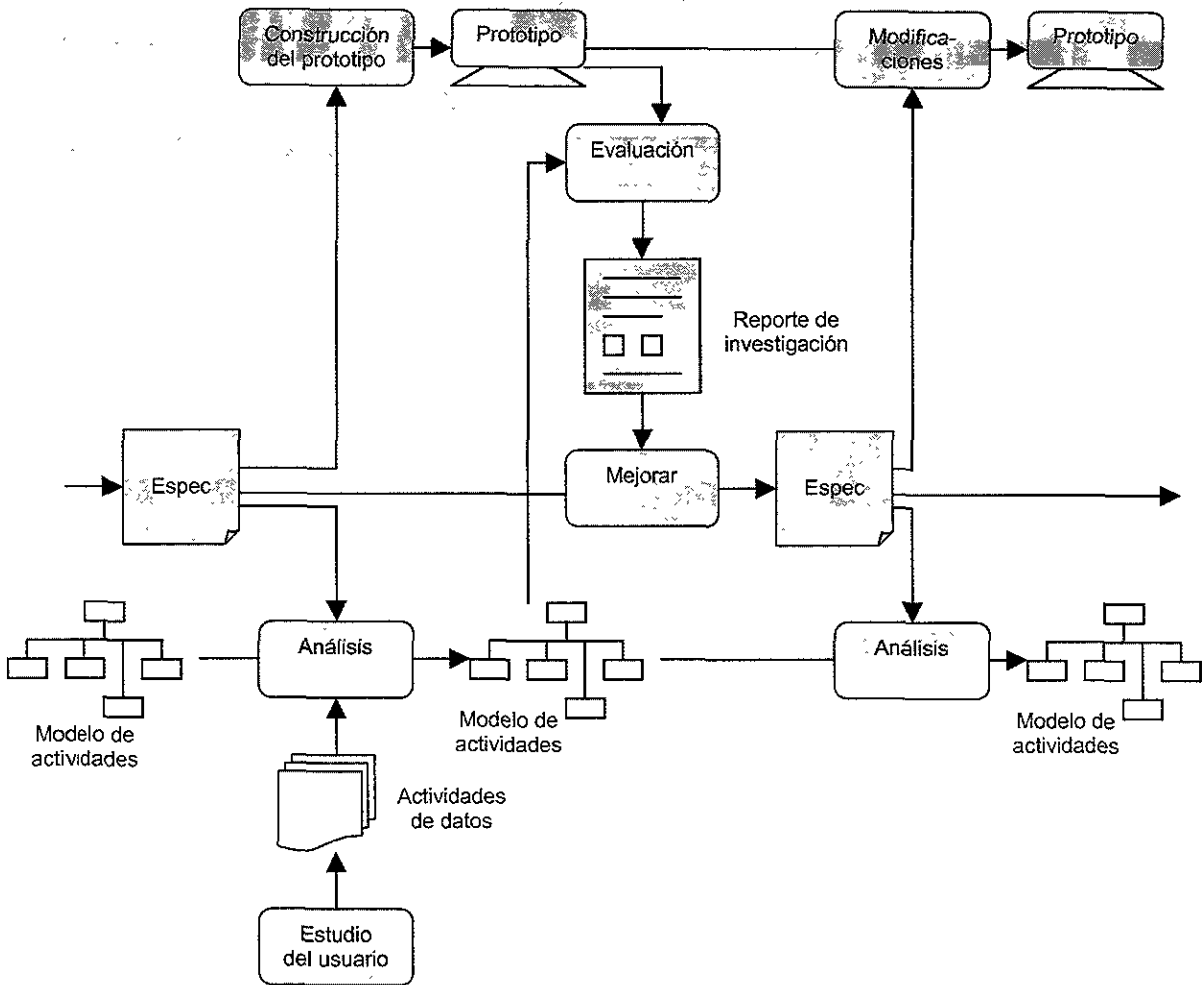 Construcción
del prototipo
Prototipo
Modifica-
ciones
Prototipo
Evaluación
Reporte de
investigación
Espec
Mejorar
Espec
Análisis
Análisis
Modelo de
actividades
Modelo de
actividades
Modelo de
actividades
Actividades
de datos
Estudio
del usuario